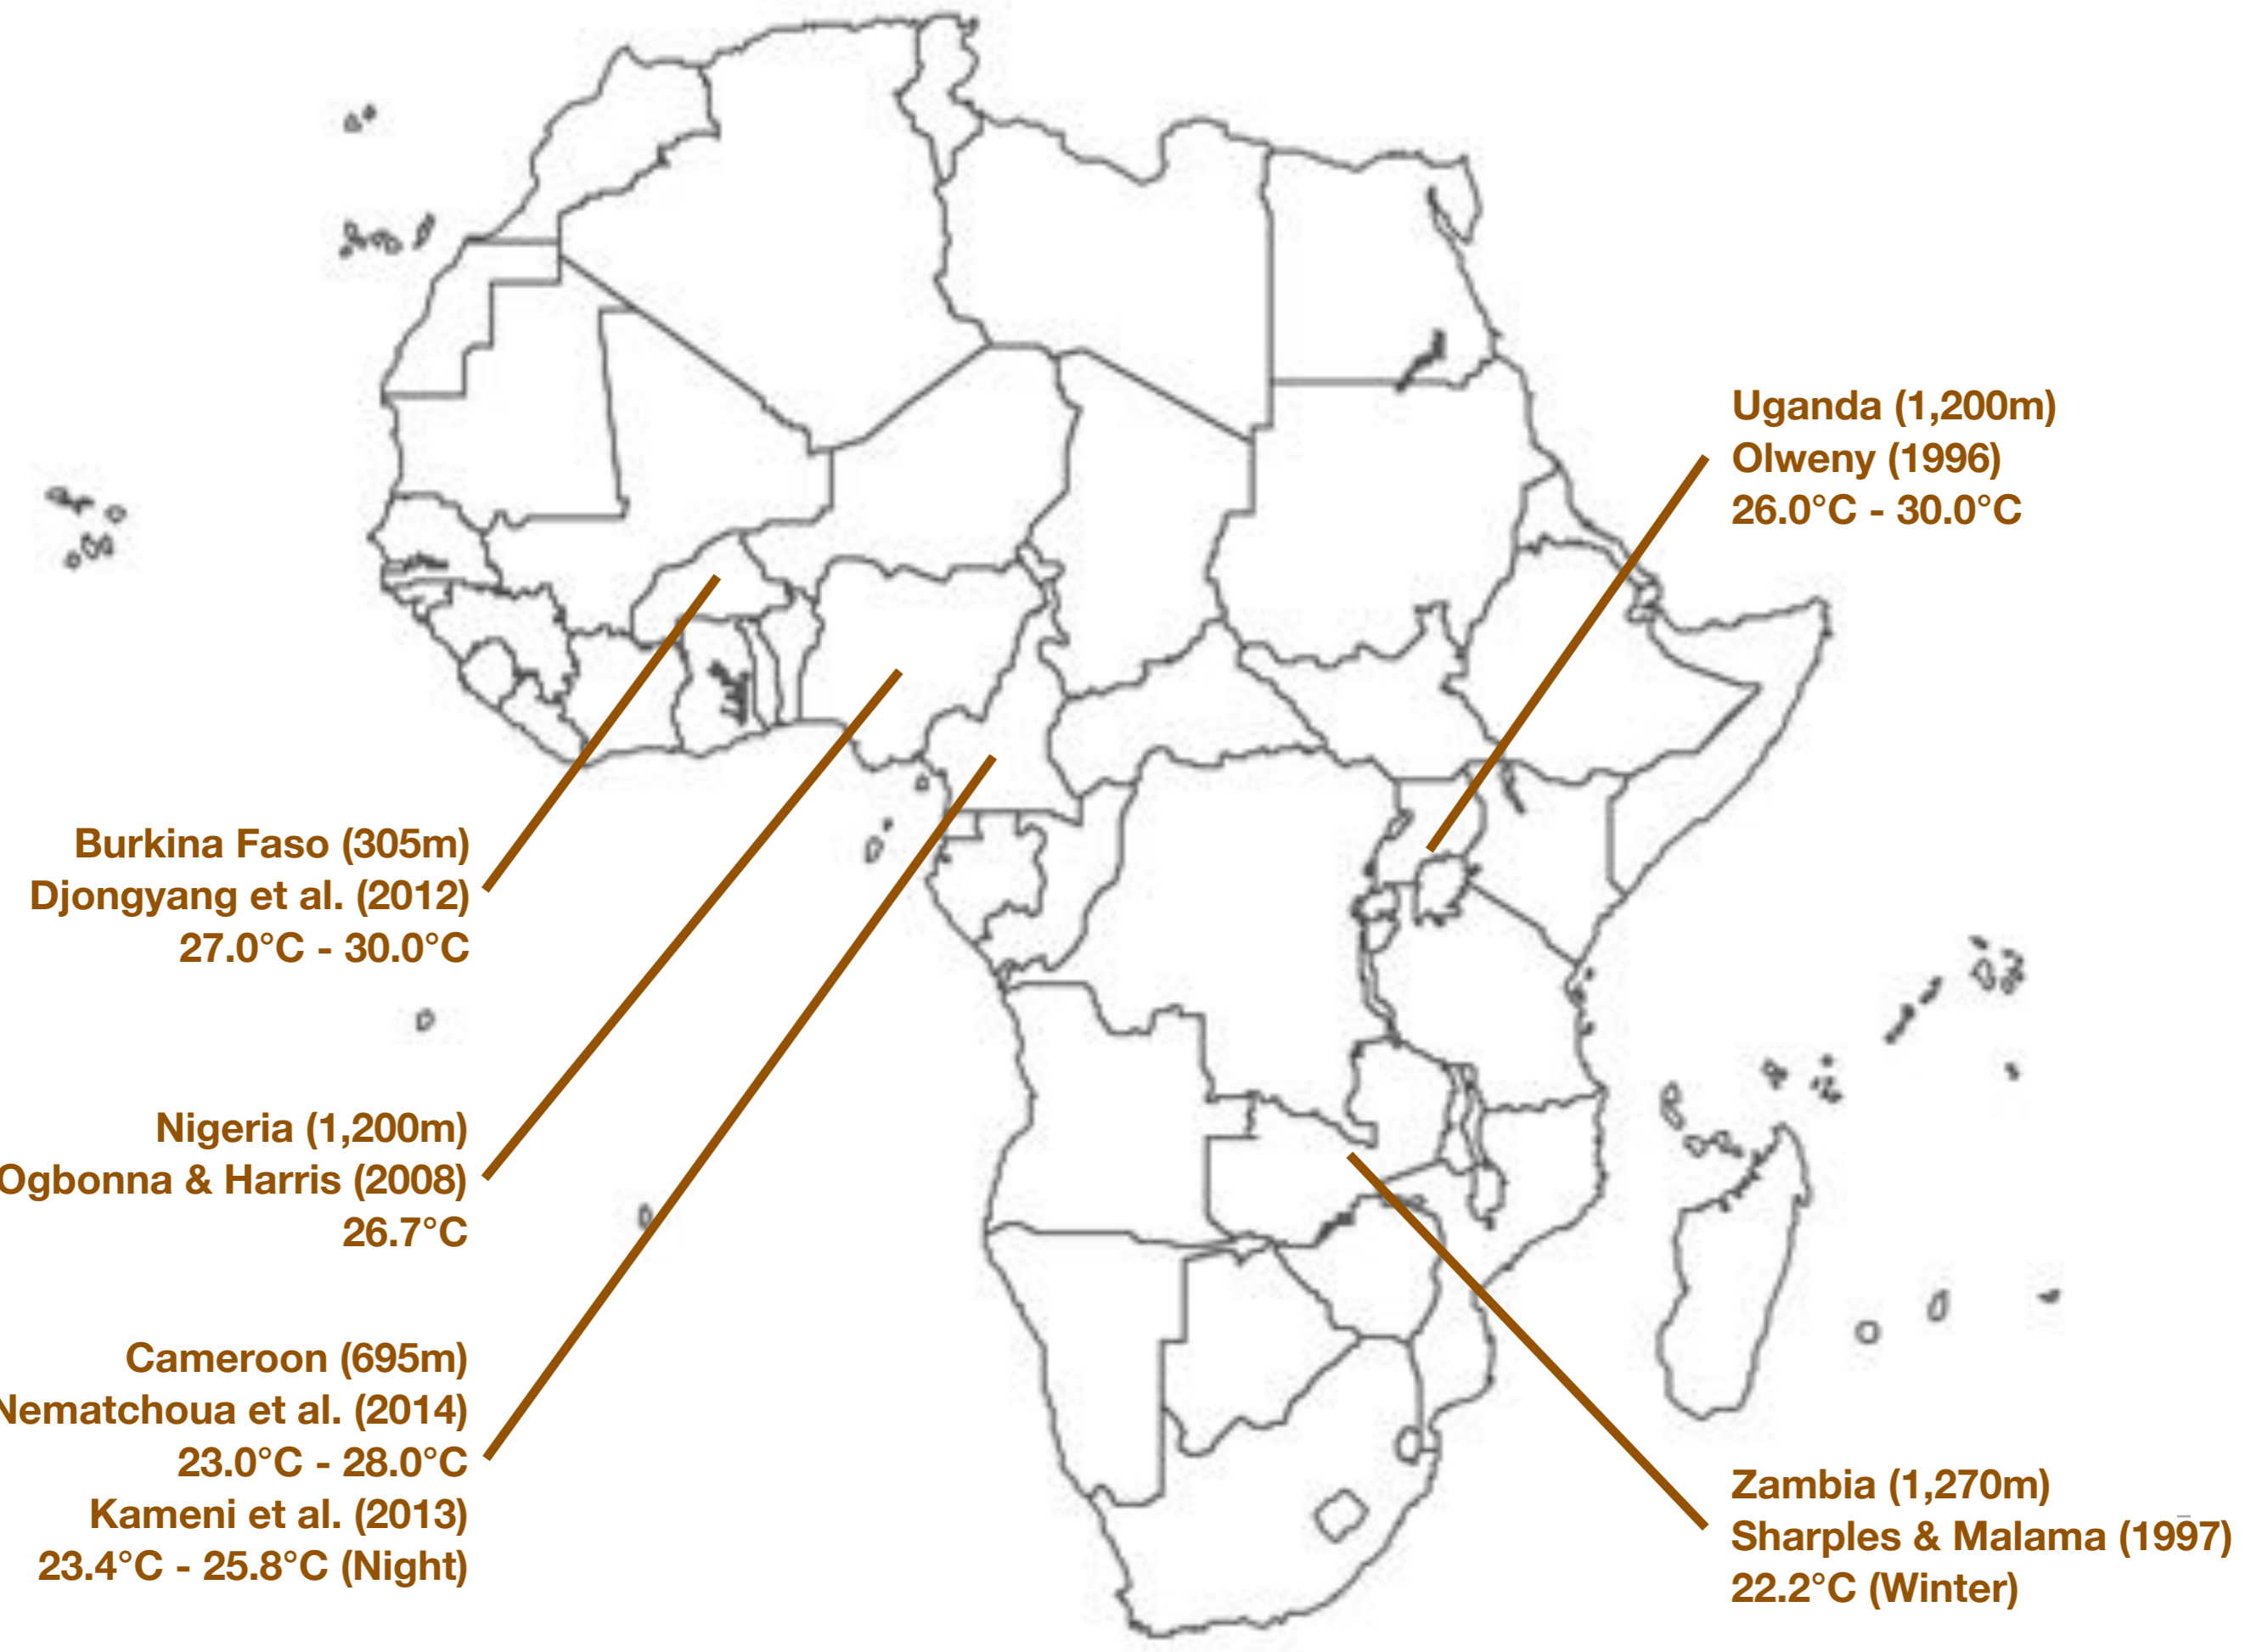 Uganda (1,200m)
Olweny (1996)
26.0°C - 30.0°C
Burkina Faso (305m)
Djongyang et al. (2012)
27.0°C - 30.0°C
Nigeria (1,200m)
Ogbonna & Harris (2008)
26.7°C
Cameroon (695m)
Nematchoua et al. (2014)
23.0°C - 28.0°C
Kameni et al. (2013)
23.4°C - 25.8°C (Night)
Zambia (1,270m)
Sharples & Malama (1997)
22.2°C (Winter)